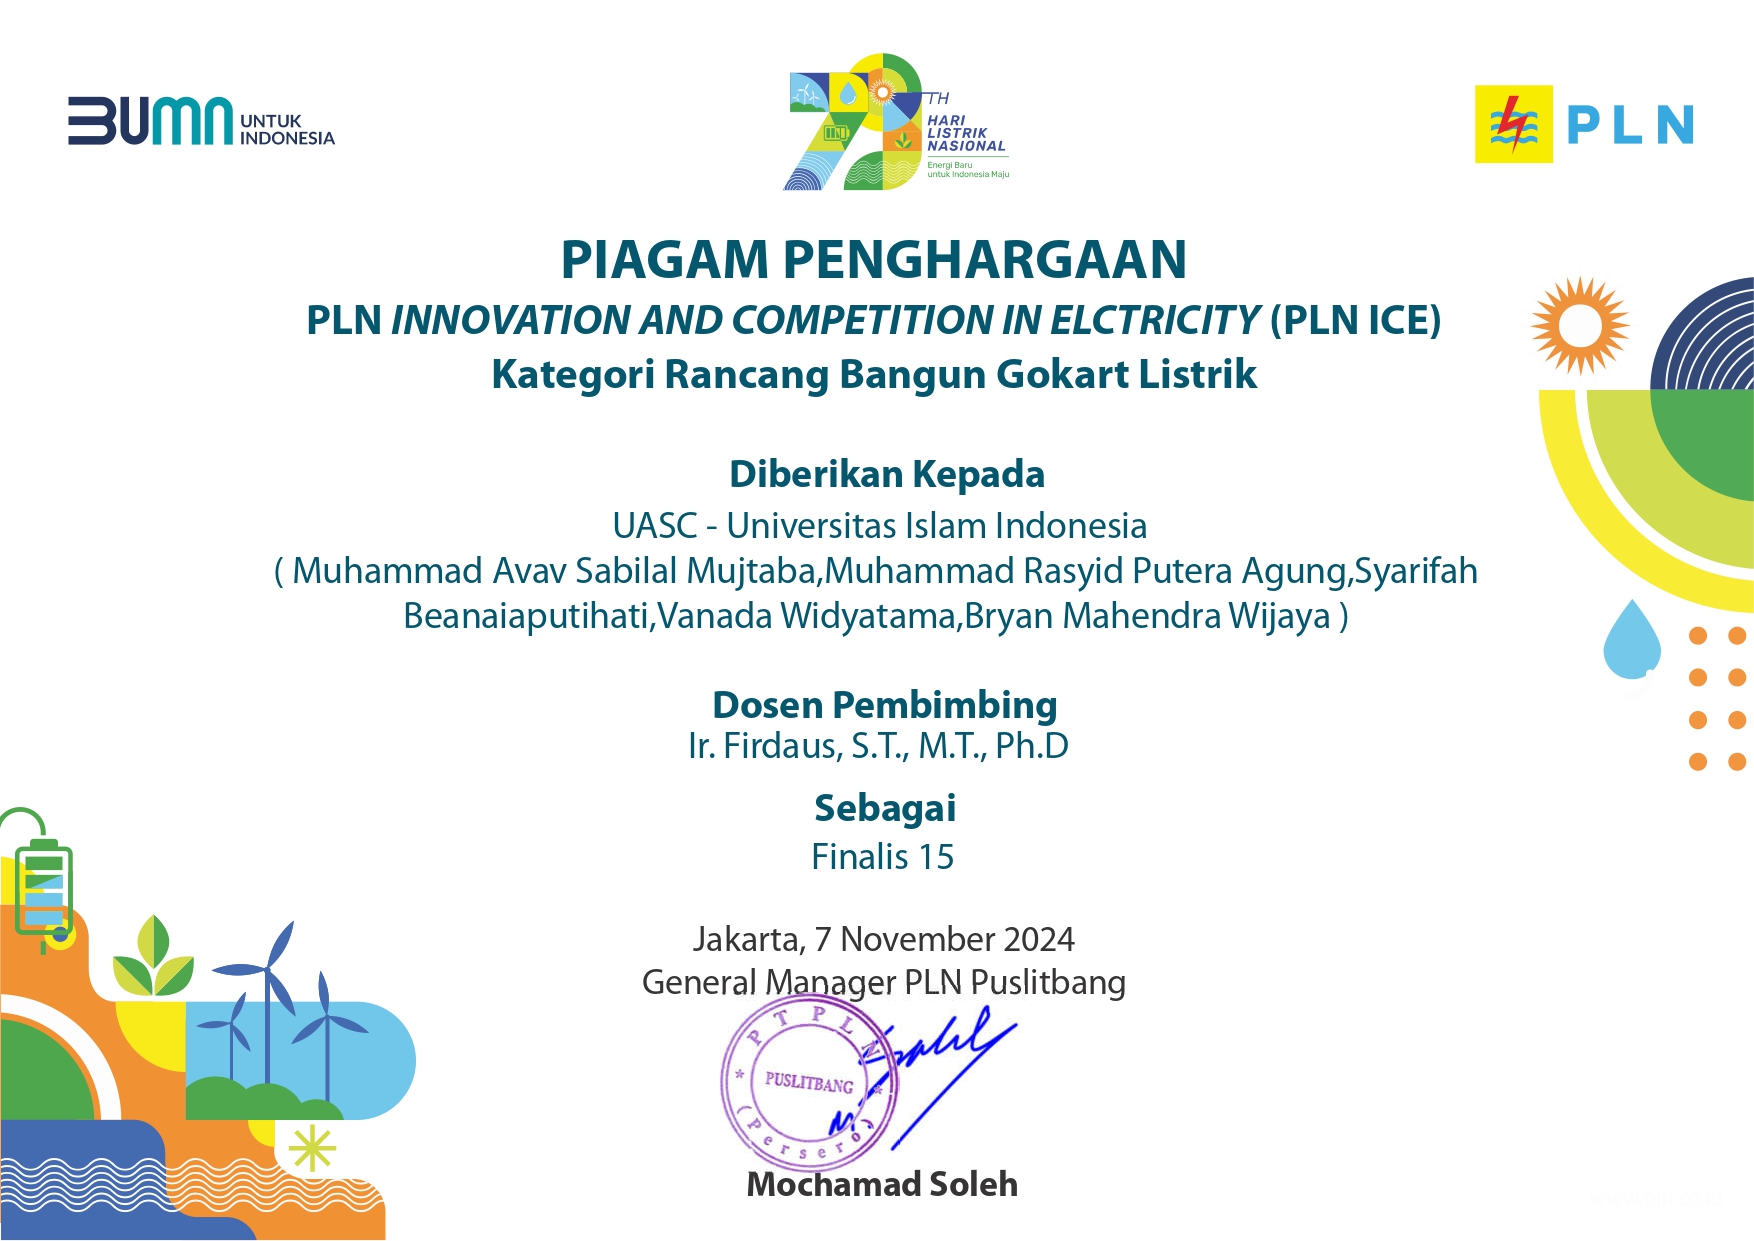 BUMN UNTUK
INDONESIA
79TH
HARI
LISTRIK
NASIONAL
Energi Baru
untuk Indonesia Maju
PLN
PIAGAM PENGHARGAAN
PLN INNOVATION AND COMPETITION IN ELCTRICITY (PLN ICE)
Kategori Rancang Bangun Gokart Listrik
Diberikan Kepada
UASC - Universitas Islam Indonesia
( Muhammad Avav Sabilal Mujtaba,Muhammad Rasyid Putera Agung,Syarifah
Beanaiaputihati,Vanada Widyatama,Bryan Mahendra Wijaya )
Dosen Pembimbing
Ir. Firdaus, S.T., M.T., Ph.D
Sebagai
Finalis 15
Jakarta, 7 November 2024
General Manager PLN Puslitbang
PT PLN
PUSLITBANG
(Persero)
Mochamad Soleh